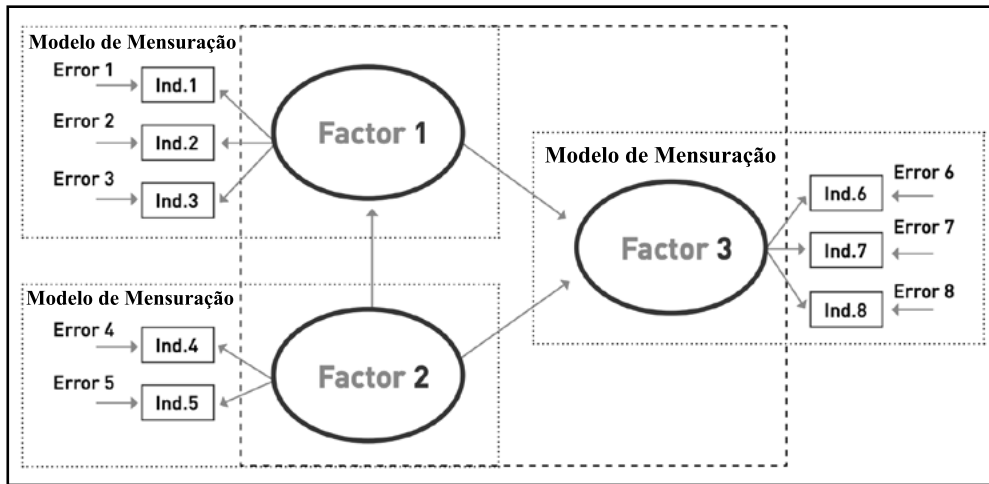 Modelo de Mensuração
Error 1
Ind.1
Error 2
Ind.2
Error 3
Ind.3
Factor 1
Modelo de Mensuração
Error 4
Ind.4
Error 5
Ind.5
Factor 2
Modelo de Mensuração
Factor 3
Error 6
Ind.6
Error 7
Ind.7
Error 8
Ind.8